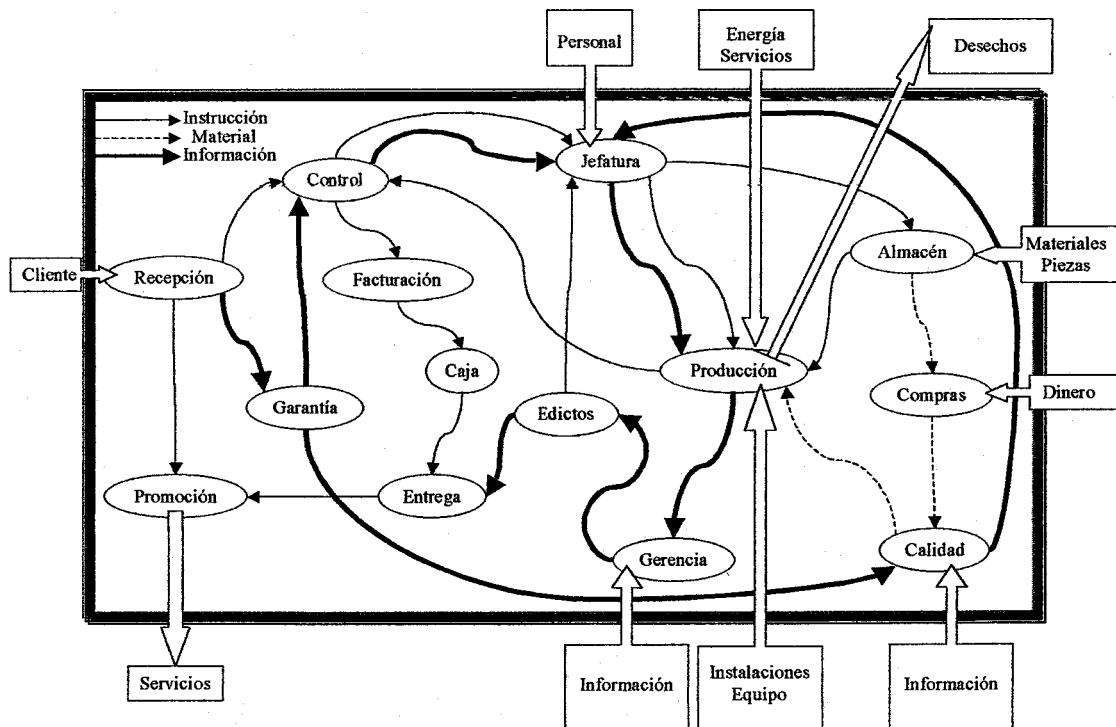 Personal
Energía
Servicios
Desechos
Instrucción
Material
Información
Control
Jefatura
Cliente
Recepción
Facturación
Almacén
Materiales
Piezas
Caja
Producción
Garantía
Edictos
Compras
Dinero
Promoción
Entrega
Gerencia
Calidad
Servicios
Información
Instalaciones
Equipo
Información